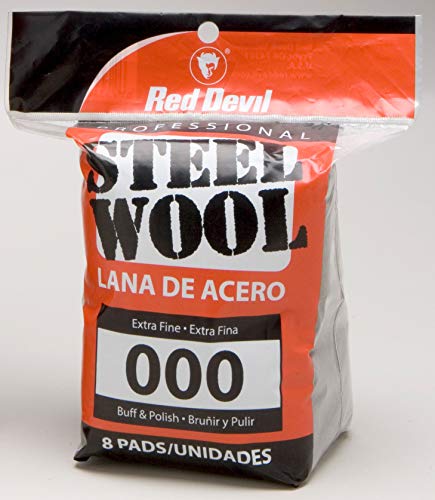 Red Devil®
PROFESSIONAL
STEEL
WOOL
LANA DE ACERO
Extra Fine • Extra Fina
000
Buff & Polish • Bruñir y Pulir
8 PADS/UNIDADES